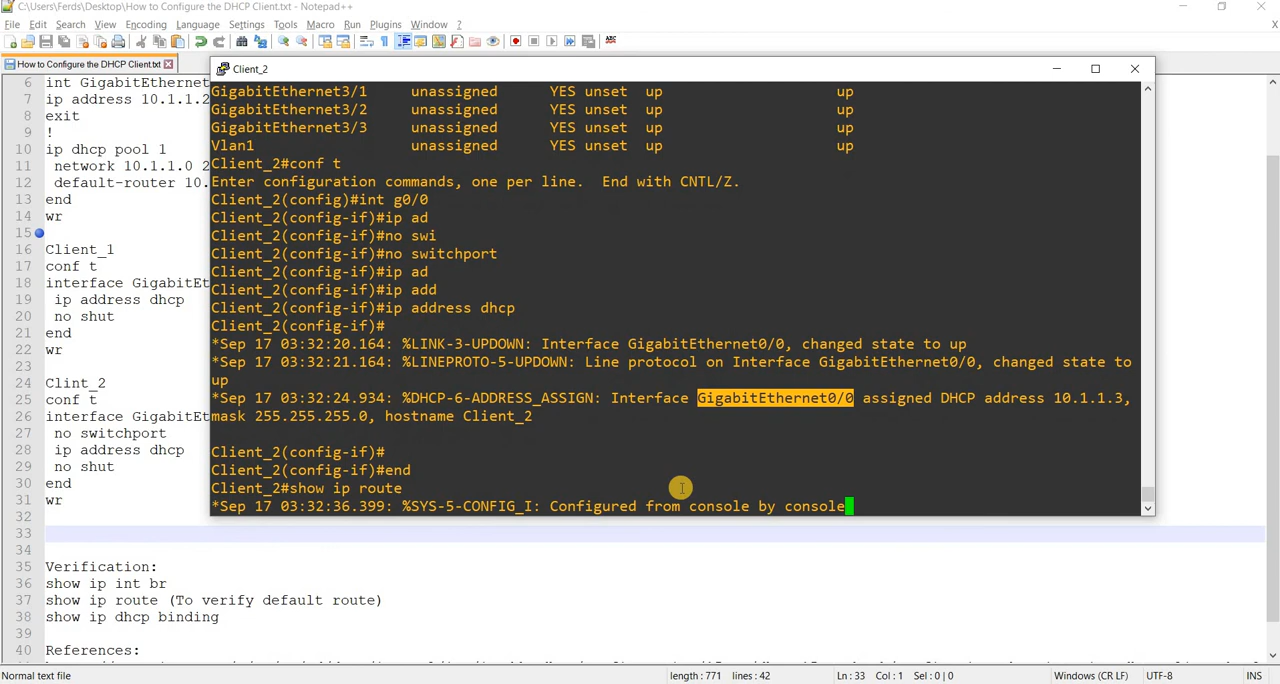 C:\Users\Ferds\Desktop\How to Configure the DHCP Client.txt - Notepad++
File Edit Search View Encoding Language Settings Tools Macro Run Plugins Window ?
X
How to Configure the DHCP Client.txt
Client_2
6 int GigabitEthernet
7 ip address 10.1.1.2
8 exit
9 !
10 ip dhcp pool 1
11 network 10.1.1.0 2
12 default-router 10.
13 end
14 wr
15
16 Client_1
17 conf t
18 interface GigabitEt
19 ip address dhcp
20 no shut
21 end
22 wr
23
24 Clint_2
25 conf t
26 interface GigabitEt
27 no switchport
28 ip address dhcp
29 no shut
30 end
31 wr
32
33
34
35 Verification:
36 show ip int br
37 show ip route (To verify default route)
38 show ip dhcp binding
39
40 References:
GigabitEthernet3/1 unassigned YES unset up up
GigabitEthernet3/2 unassigned YES unset up up
GigabitEthernet3/3 unassigned YES unset up up
Vlan1 unassigned YES unset up up
Client_2#conf t
Enter configuration commands, one per line. End with CNTL/Z.
Client_2(config)#int g0/0
Client_2(config-if)#ip ad
Client_2(config-if)#no swi
Client_2(config-if)#no switchport
Client_2(config-if)#ip ad
Client_2(config-if)#ip add
Client_2(config-if)#ip address dhcp
Client_2(config-if)#
*Sep 17 03:32:20.164: %LINK-3-UPDOWN: Interface GigabitEthernet0/0, changed state to up
*Sep 17 03:32:21.164: %LINEPROTO-5-UPDOWN: Line protocol on Interface GigabitEthernet0/0, changed state to
up
*Sep 17 03:32:24.934: %DHCP-6-ADDRESS_ASSIGN: Interface GigabitEthernet0/0 assigned DHCP address 10.1.1.3,
mask 255.255.255.0, hostname Client_2
Client_2(config-if)#
Client_2(config-if)#end
Client_2#show ip route
*Sep 17 03:32:36.399: %SYS-5-CONFIG_I: Configured from console by console
Normal text file length : 771 lines : 42 Ln : 33 Col : 1 Sel : 0 | 0 Windows (CR LF) UTF-8 INS